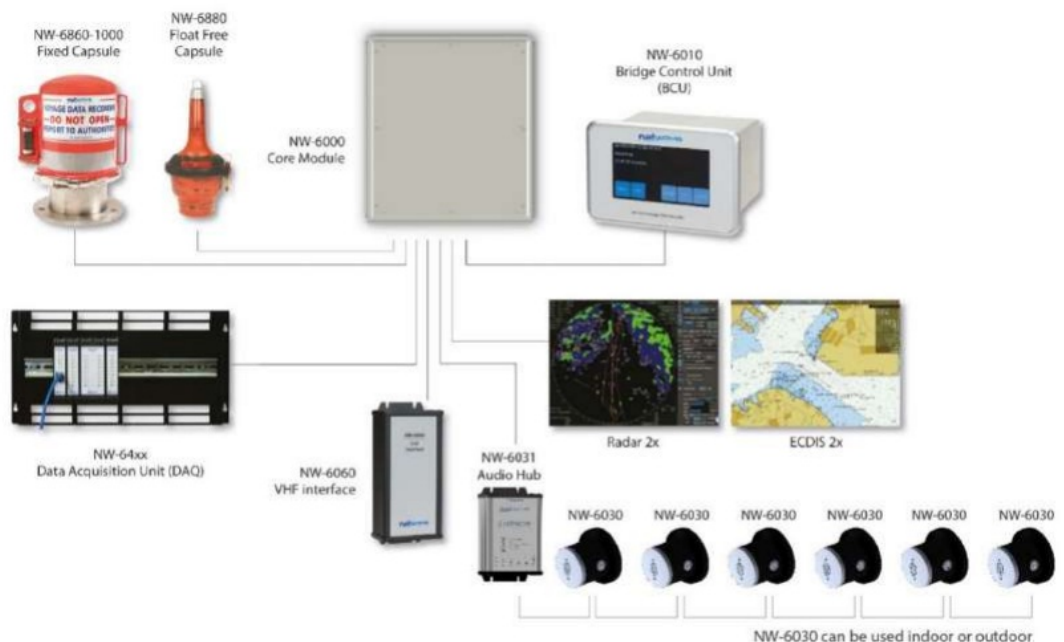 NW-6860-1000
Fixed Capsule
NW-6880
Float Free
Capsule
NW-6000
Core Module
NW-6010
Bridge Control Unit
(BCU)
VOYAGE DATA RECORDER
DO NOT OPEN
REPORT TO AUTHORITIES
NW-64xx
Data Acquisition Unit (DAQ)
NW-6060
VHF interface
NW-6031
Audio Hub
Radar 2x
ECDIS 2x
NW-6030
NW-6030
NW-6030
NW-6030
NW-6030
NW-6030
NW-6030 can be used indoor or outdoor